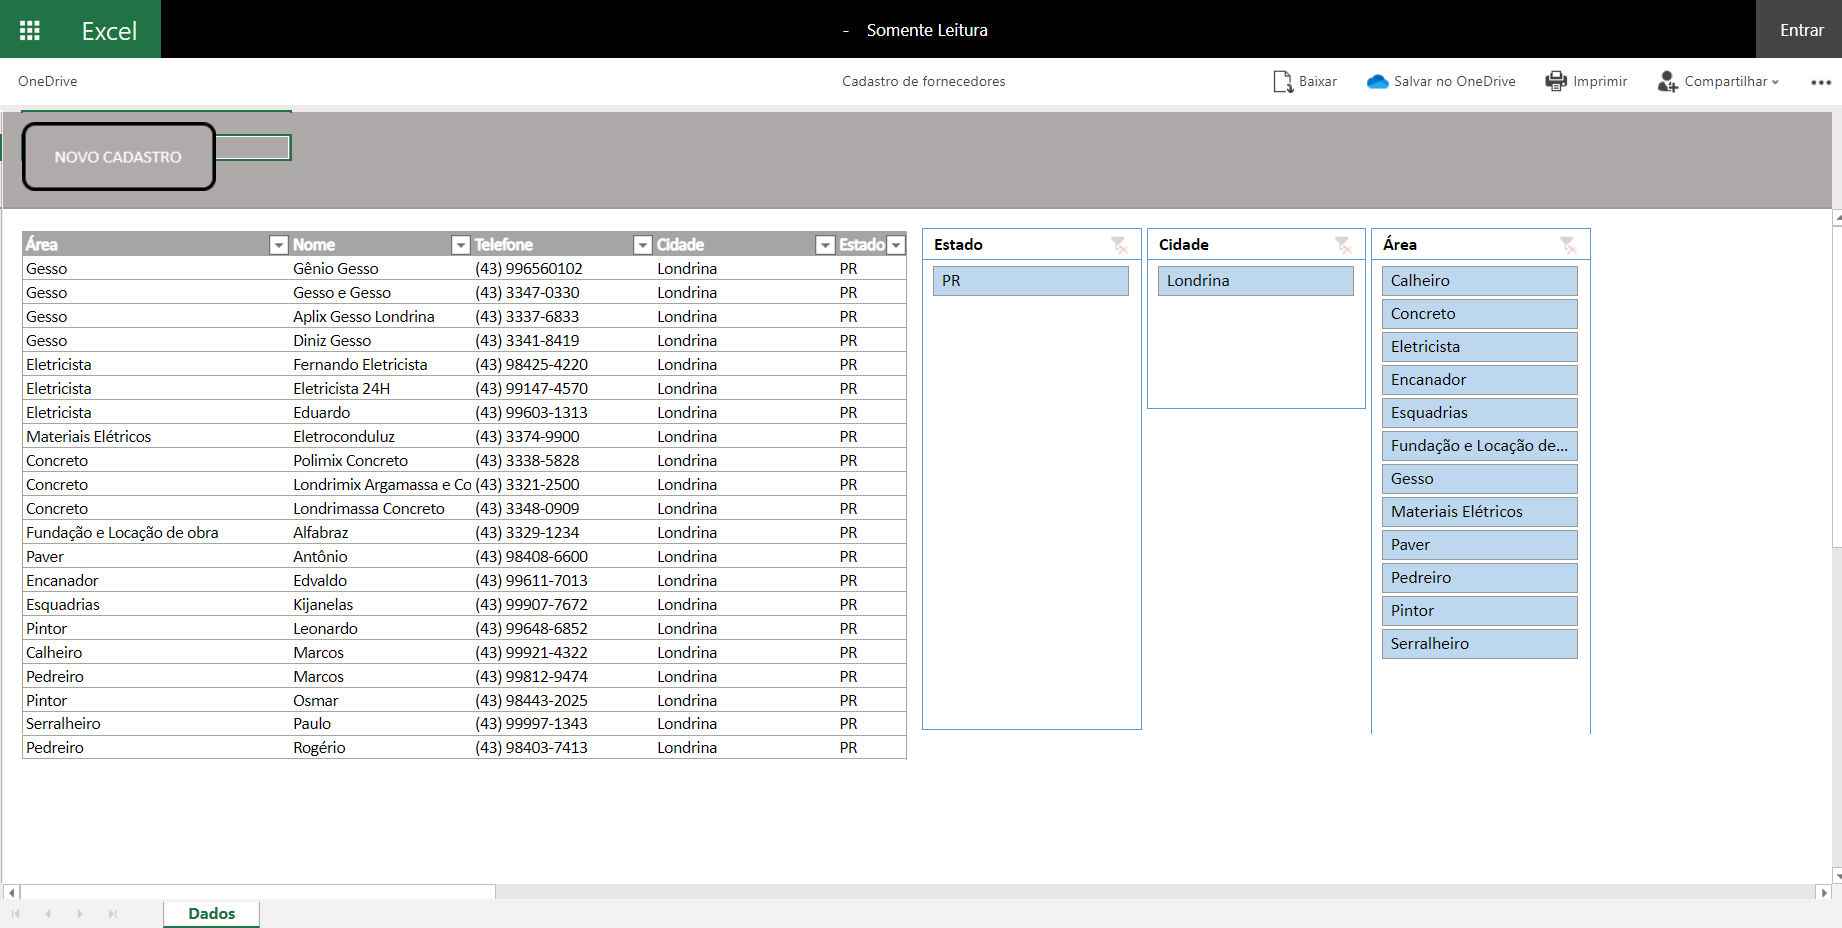 Excel
- Somente Leitura
Entrar
OneDrive
Cadastro de fornecedores
Baixar
Salvar no OneDrive
Imprimir
Compartilhar
NOVO CADASTRO
Área Nome Telefone Cidade Estado
Gesso Gênio Gesso (43) 996560102 Londrina PR
Gesso Gesso e Gesso (43) 3347-0330 Londrina PR
Gesso Aplix Gesso Londrina (43) 3337-6833 Londrina PR
Gesso Diniz Gesso (43) 3341-8419 Londrina PR
Eletricista Fernando Eletricista (43) 98425-4220 Londrina PR
Eletricista Eletricista 24H (43) 99147-4570 Londrina PR
Eletricista Eduardo (43) 99603-1313 Londrina PR
Materiais Elétricos Eletroconduluz (43) 3374-9900 Londrina PR
Concreto Polimix Concreto (43) 3338-5828 Londrina PR
Concreto Londrimix Argamassa e Co (43) 3321-2500 Londrina PR
Concreto Londrimassa Concreto (43) 3348-0909 Londrina PR
Fundação e Locação de obra Alfabraz (43) 3329-1234 Londrina PR
Paver Antônio (43) 98408-6600 Londrina PR
Encanador Edvaldo (43) 99611-7013 Londrina PR
Esquadrias Kijanelas (43) 99907-7672 Londrina PR
Pintor Leonardo (43) 99648-6852 Londrina PR
Calheiro Marcos (43) 99921-4322 Londrina PR
Pedreiro Marcos (43) 99812-9474 Londrina PR
Pintor Osmar (43) 98443-2025 Londrina PR
Serralheiro Paulo (43) 99997-1343 Londrina PR
Pedreiro Rogério (43) 98403-7413 Londrina PR
Estado
PR
Cidade
Londrina
Área
Calheiro
Concreto
Eletricista
Encanador
Esquadrias
Fundação e Locação de...
Gesso
Materiais Elétricos
Paver
Pedreiro
Pintor
Serralheiro
Dados